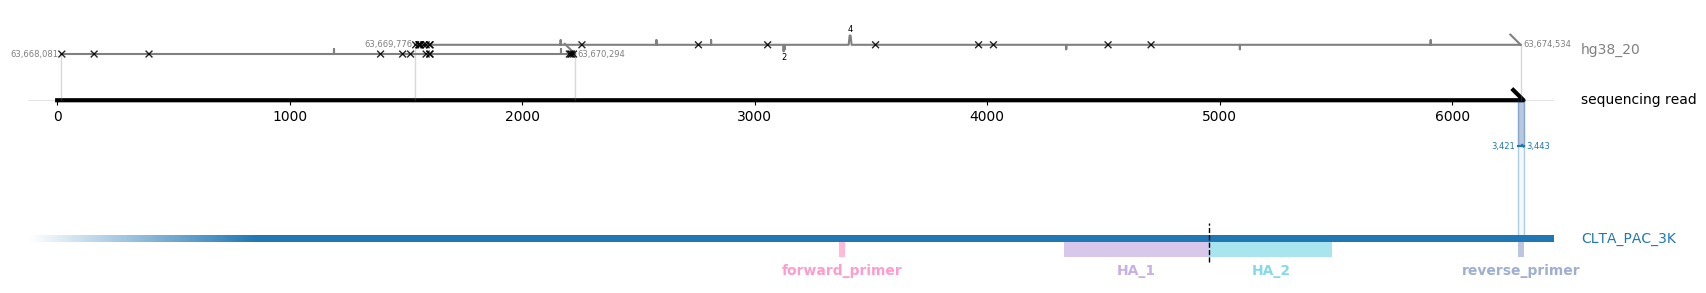 4
63,669,776
63,674,534
hg38_20
63,668,081
63,670,294
2
sequencing read
0 1000 2000 3000 4000 5000 6000
3,421 3,443
CLTA_PAC_3K
forward_primer HA_1 HA_2 reverse_primer